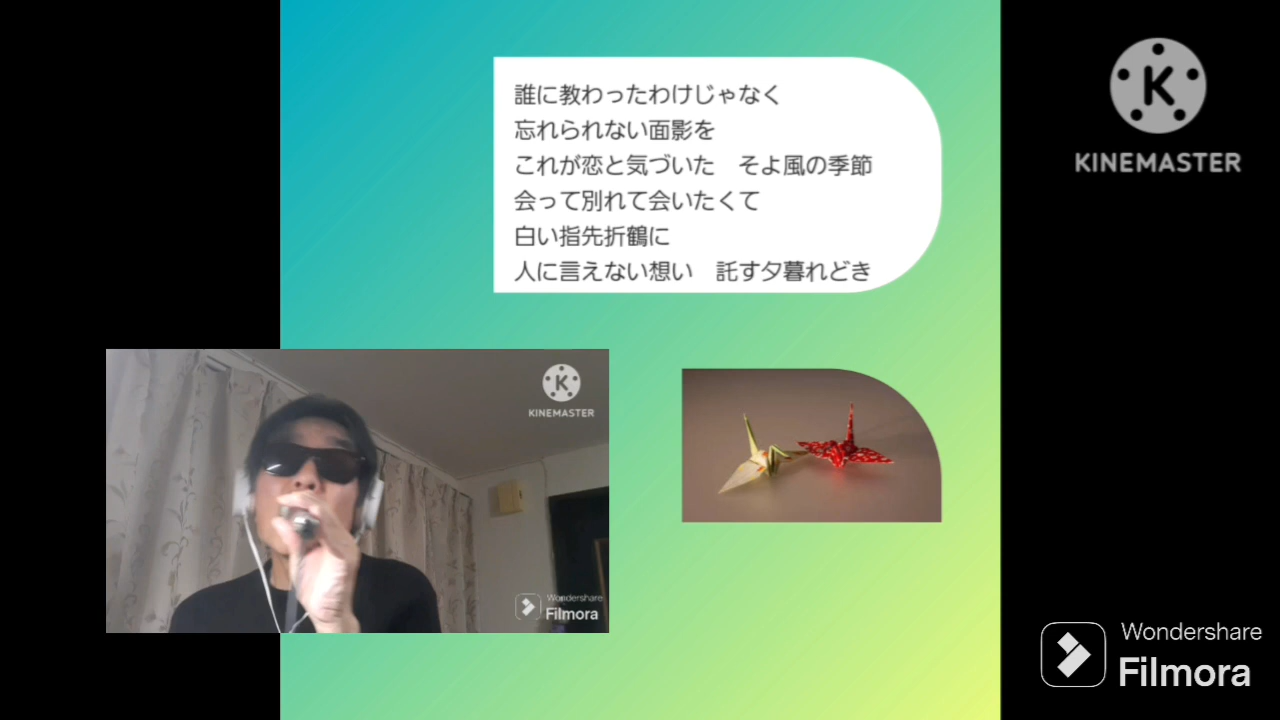 誰に教わったわけじゃなく
忘れられない面影を
これが恋と気づいた　そよ風の季節
会って別れて会いたくて
白い指先折鶴に
人に言えない想い　託す夕暮れどき
K
KINEMASTER
K
KINEMASTER
Wondershare
Filmora
Wondershare
Filmora